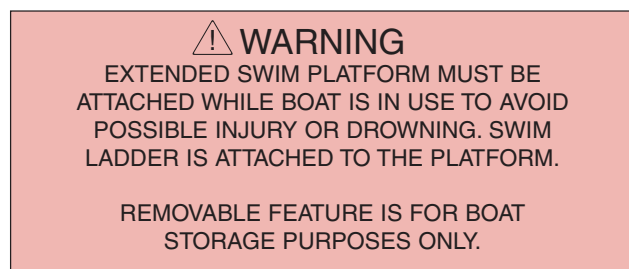 ⚠ WARNING
EXTENDED SWIM PLATFORM MUST BE
ATTACHED WHILE BOAT IS IN USE TO AVOID
POSSIBLE INJURY OR DROWNING. SWIM
LADDER IS ATTACHED TO THE PLATFORM.
REMOVABLE FEATURE IS FOR BOAT
STORAGE PURPOSES ONLY.